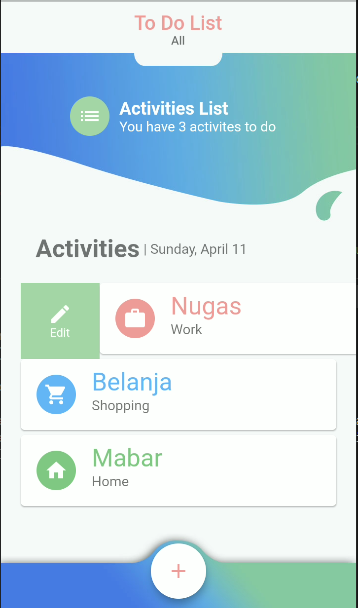 To Do List
All
Activities List
You have 3 activites to do
Activities | Sunday, April 11
Edit
Nugas
Work
Belanja
Shopping
Mabar
Home
+